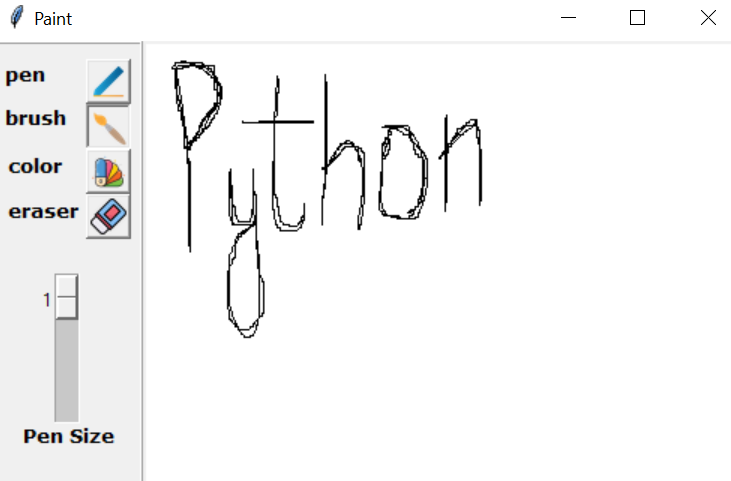 Paint
pen
brush
color
eraser
1
Pen Size
Python